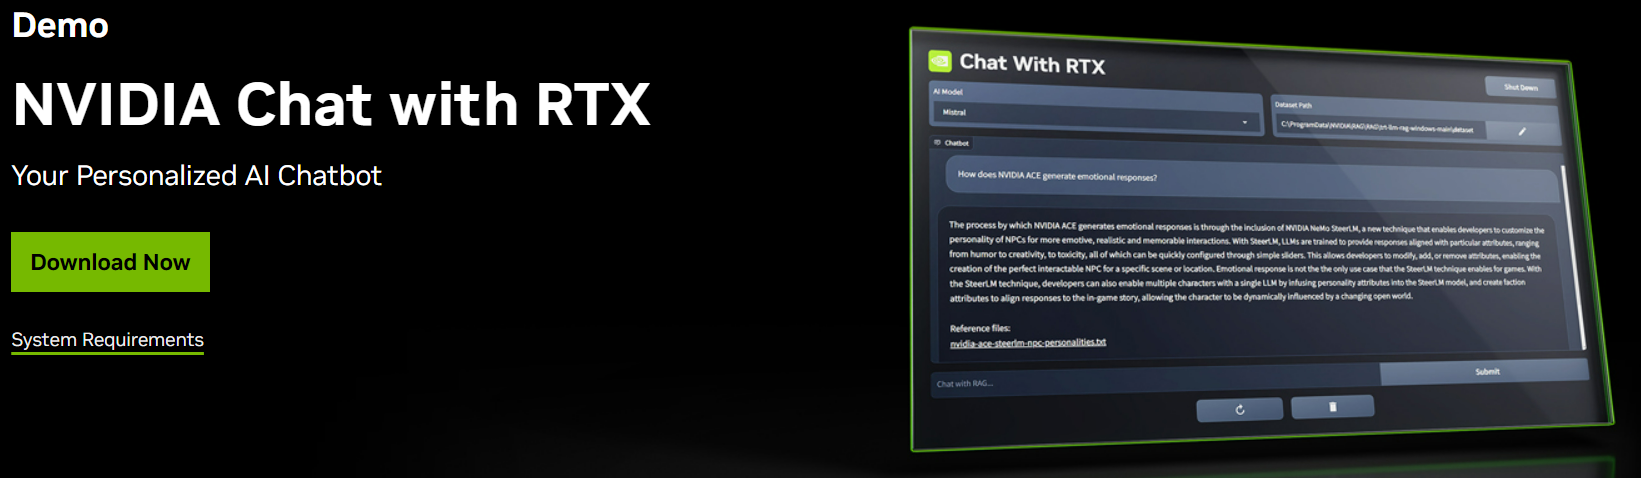 Demo
NVIDIA Chat with RTX
Your Personalized AI Chatbot
Download Now
System Requirements
Chat With RTX
Shut Down
AI Model
Mistral
Dataset Path
C:\ProgramData\NVIDIA\RAG\RAG\trt-llm-rag-windows-main\dataset
Chatbot
How does NVIDIA ACE generate emotional responses?
The process by which NVIDIA ACE generates emotional responses is through the inclusion of NVIDIA NeMo SteerLM, a new technique that enables developers to customize the
personality of NPCs for more emotive, realistic and memorable interactions. With SteerLM, LLMs are trained to provide responses aligned with particular attributes, ranging
from humor to creativity, to toxicity, all of which can be quickly configured through simple sliders. This allows developers to modify, add, or remove attributes, enabling the
creation of the perfect interactable NPC for a specific scene or location. Emotional response is not the the only use case that the SteerLM technique enables for games. With
the SteerLM technique, developers can also enable multiple characters with a single LLM by infusing personality attributes into the SteerLM model, and create faction
attributes to align responses to the in-game story, allowing the character to be dynamically influenced by a changing open world.
Reference files:
nvidia-ace-steerlm-npc-personalities.txt
Chat with RAG...
Submit